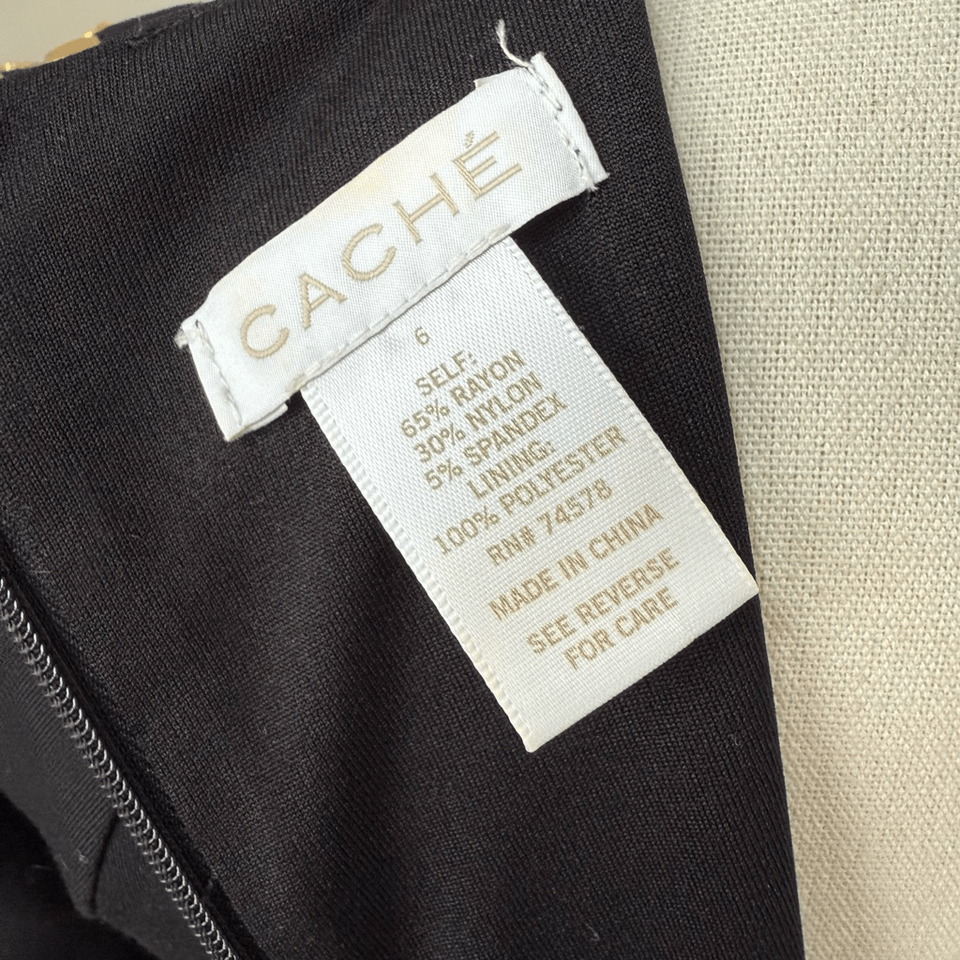 CACHÉ
6
SELF:
65% RAYON
30% NYLON
5% SPANDEX
LINING:
100% POLYESTER
RN# 74578
MADE IN CHINA
SEE REVERSE
FOR CARE